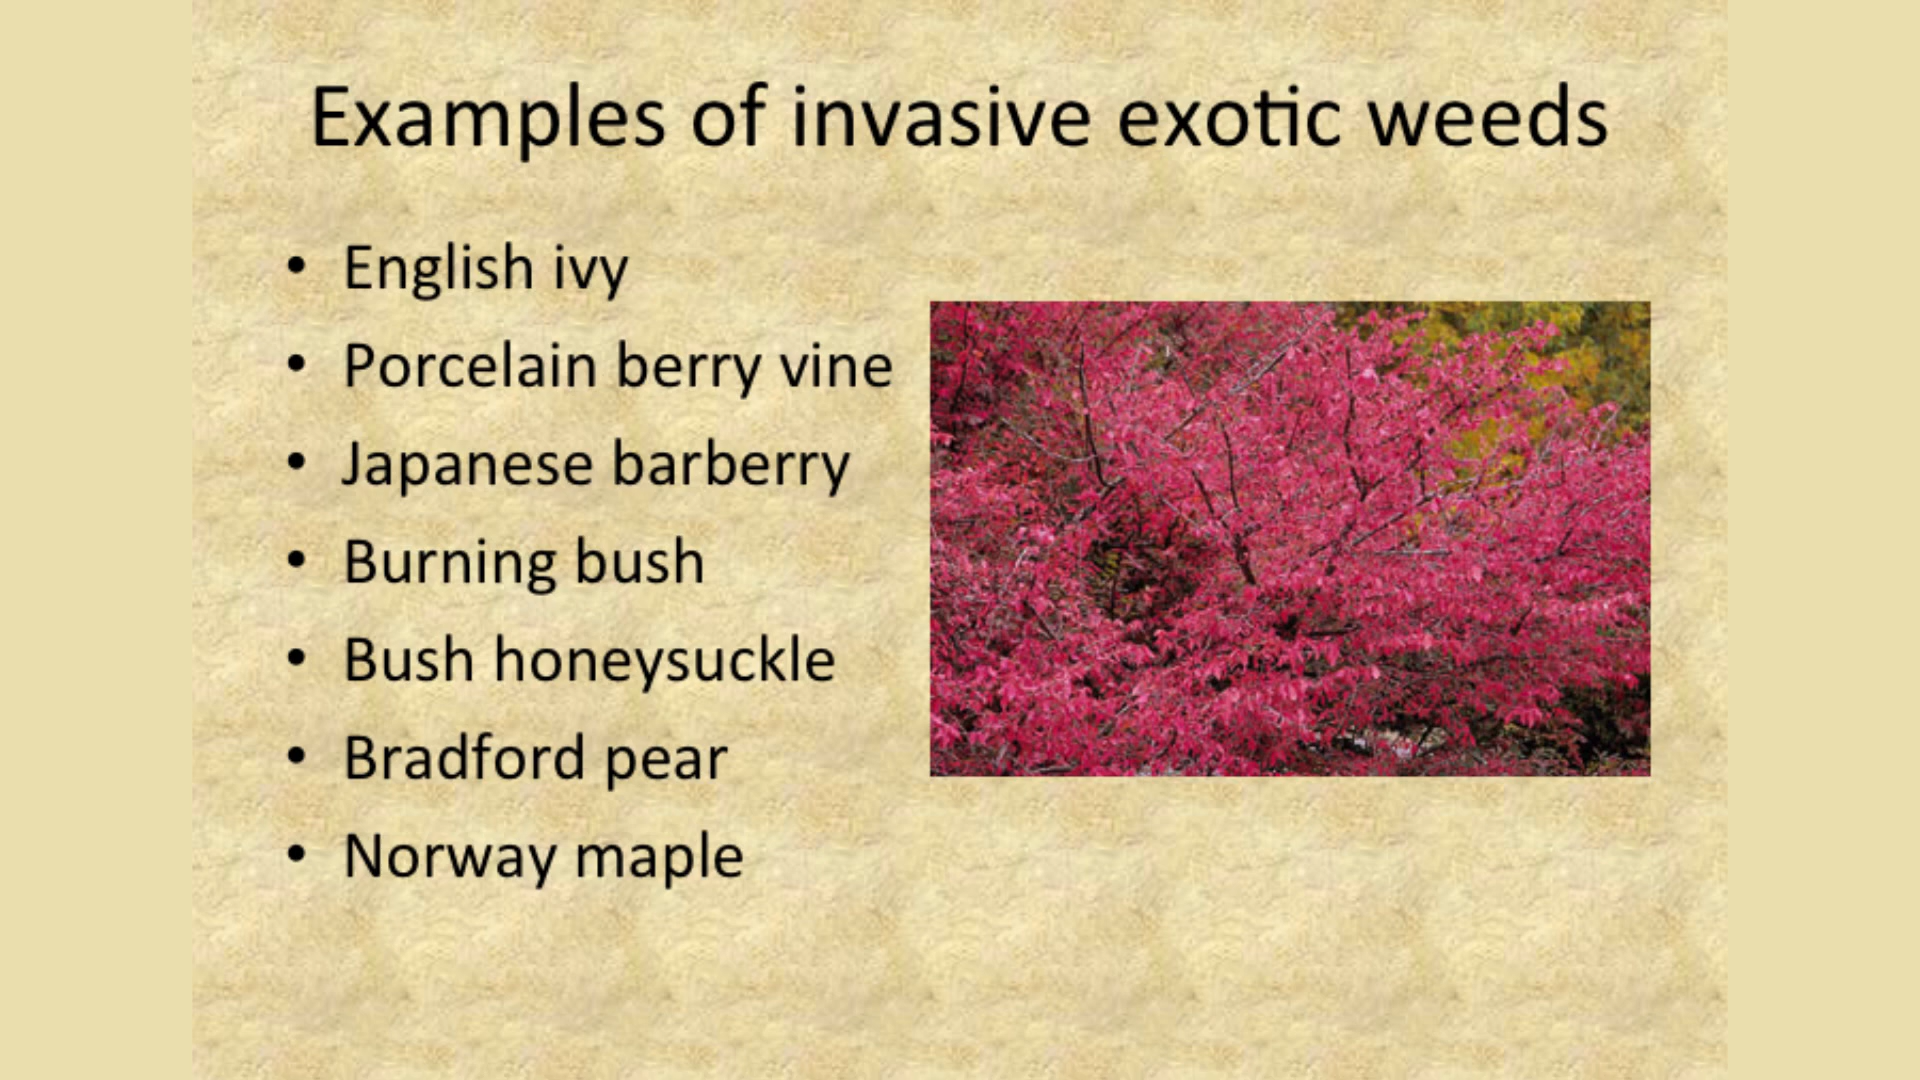 Examples of invasive exotic weeds
• English ivy
• Porcelain berry vine
• Japanese barberry
• Burning bush
• Bush honeysuckle
• Bradford pear
• Norway maple